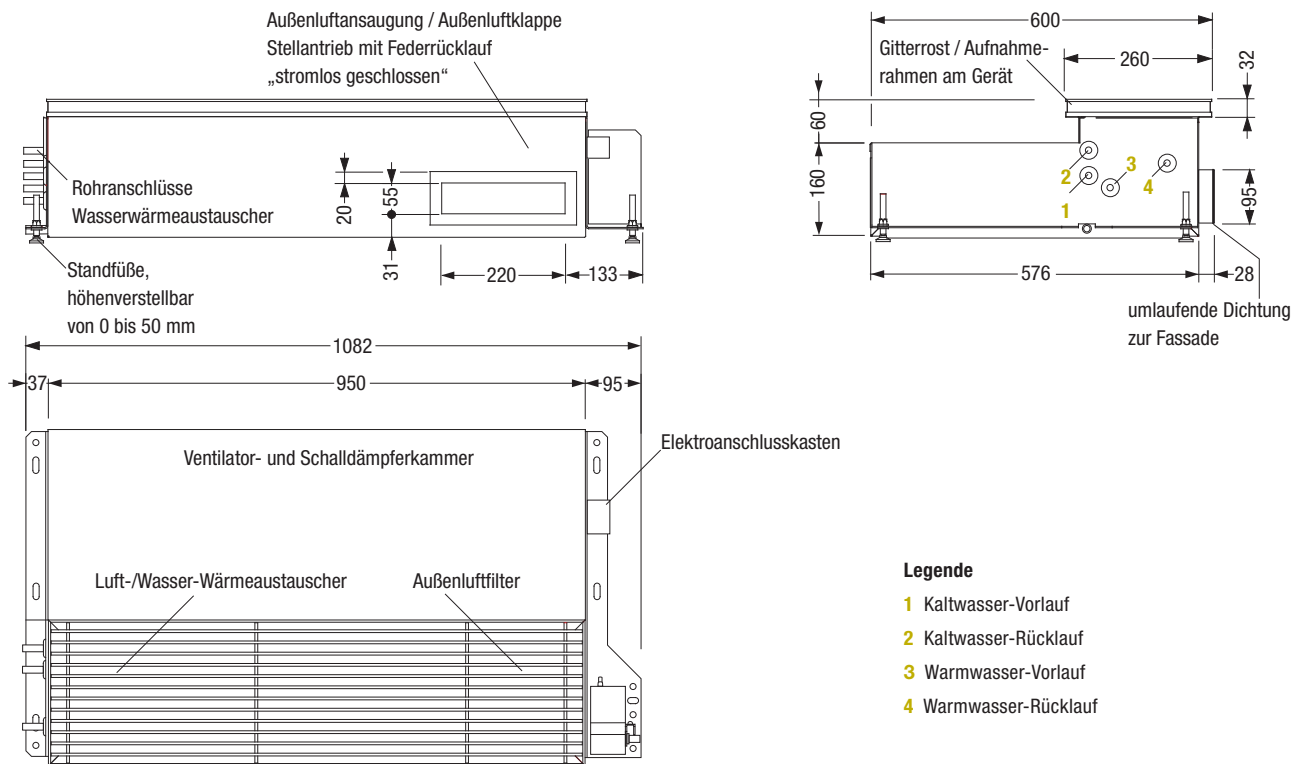 Außenluftansaugung / Außenluftklappe
Stellantrieb mit Federrücklauf
„stromlos geschlossen“
Rohranschlüsse
Wasserwärmeaustauscher
20
55
31
220
133
Standfüße,
höhenverstellbar
von 0 bis 50 mm
600
Gitterrost / Aufnahme-
rahmen am Gerät
260
32
60
160
2
3
4
1
95
576
28
umlaufende Dichtung
zur Fassade
1082
37
950
95
Ventilator- und Schalldämpferkammer
Elektroanschlusskasten
Luft-/Wasser-Wärmeaustauscher
Außenluftfilter
Legende
1 Kaltwasser-Vorlauf
2 Kaltwasser-Rücklauf
3 Warmwasser-Vorlauf
4 Warmwasser-Rücklauf